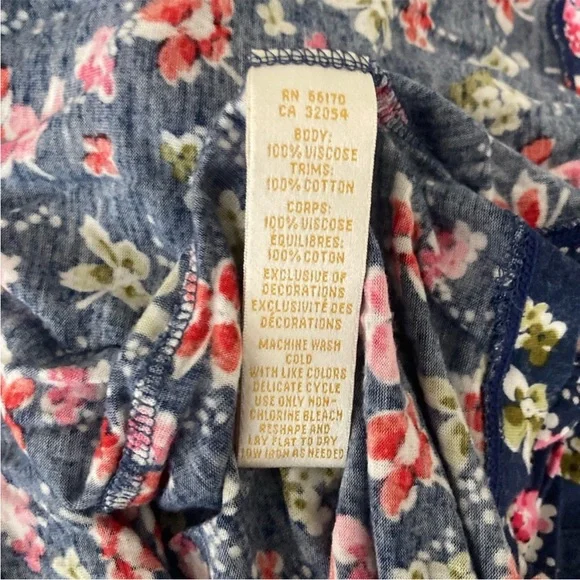 RN 66170
CA 32054
BODY:
100% VISCOSE
TRIMS:
100% COTTON
CORPS:
100% VISCOSE
EQUILIBRES:
100% COTON
EXCLUSIVE OF
DECORATIONS
EXCLUSIVITÉ DES
DÉCORATIONS
MACHINE WASH
COLD
WITH LIKE COLORS
DELICATE CYCLE
USE ONLY NON-
CHLORINE BLEACH
RESHAPE AND
LAY FLAT TO DRY
LOW IRON AS NEEDED